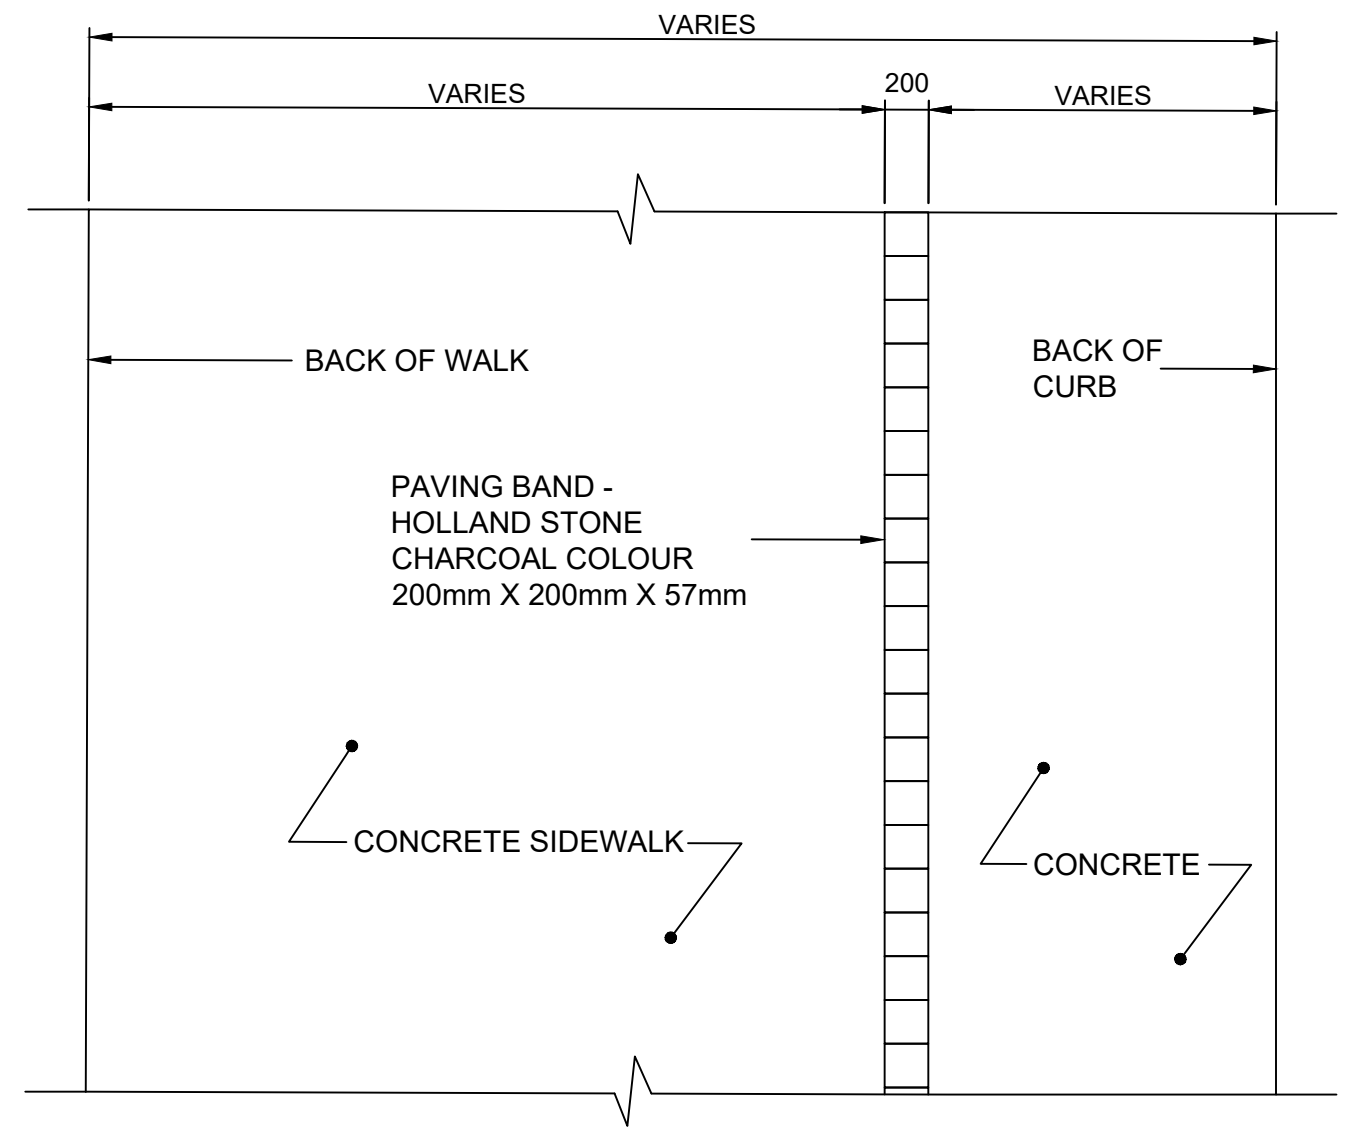 VARIES
VARIES
200
VARIES
BACK OF WALK
BACK OF
CURB
PAVING BAND -
HOLLAND STONE
CHARCOAL COLOUR
200mm X 200mm X 57mm
CONCRETE SIDEWALK
CONCRETE